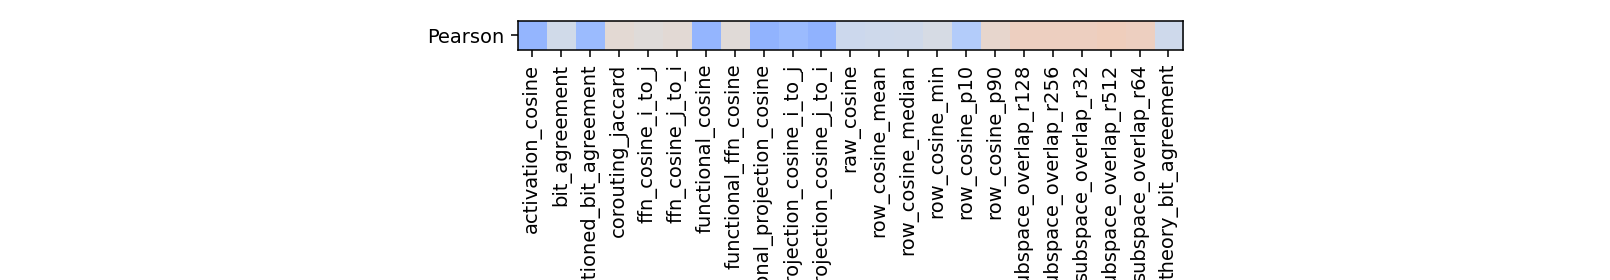 Pearson
activation_cosine
bit_agreement
tioned_bit_agreement
corouting_jaccard
ffn_cosine_i_to_j
ffn_cosine_j_to_i
functional_cosine
functional_ffn_cosine
nal_projection_cosine
rojection_cosine_i_to_j
rojection_cosine_j_to_i
raw_cosine
row_cosine_mean
row_cosine_median
row_cosine_min
row_cosine_p10
row_cosine_p90
ubspace_overlap_r128
ubspace_overlap_r256
subspace_overlap_r32
ubspace_overlap_r512
subspace_overlap_r64
theory_bit_agreement